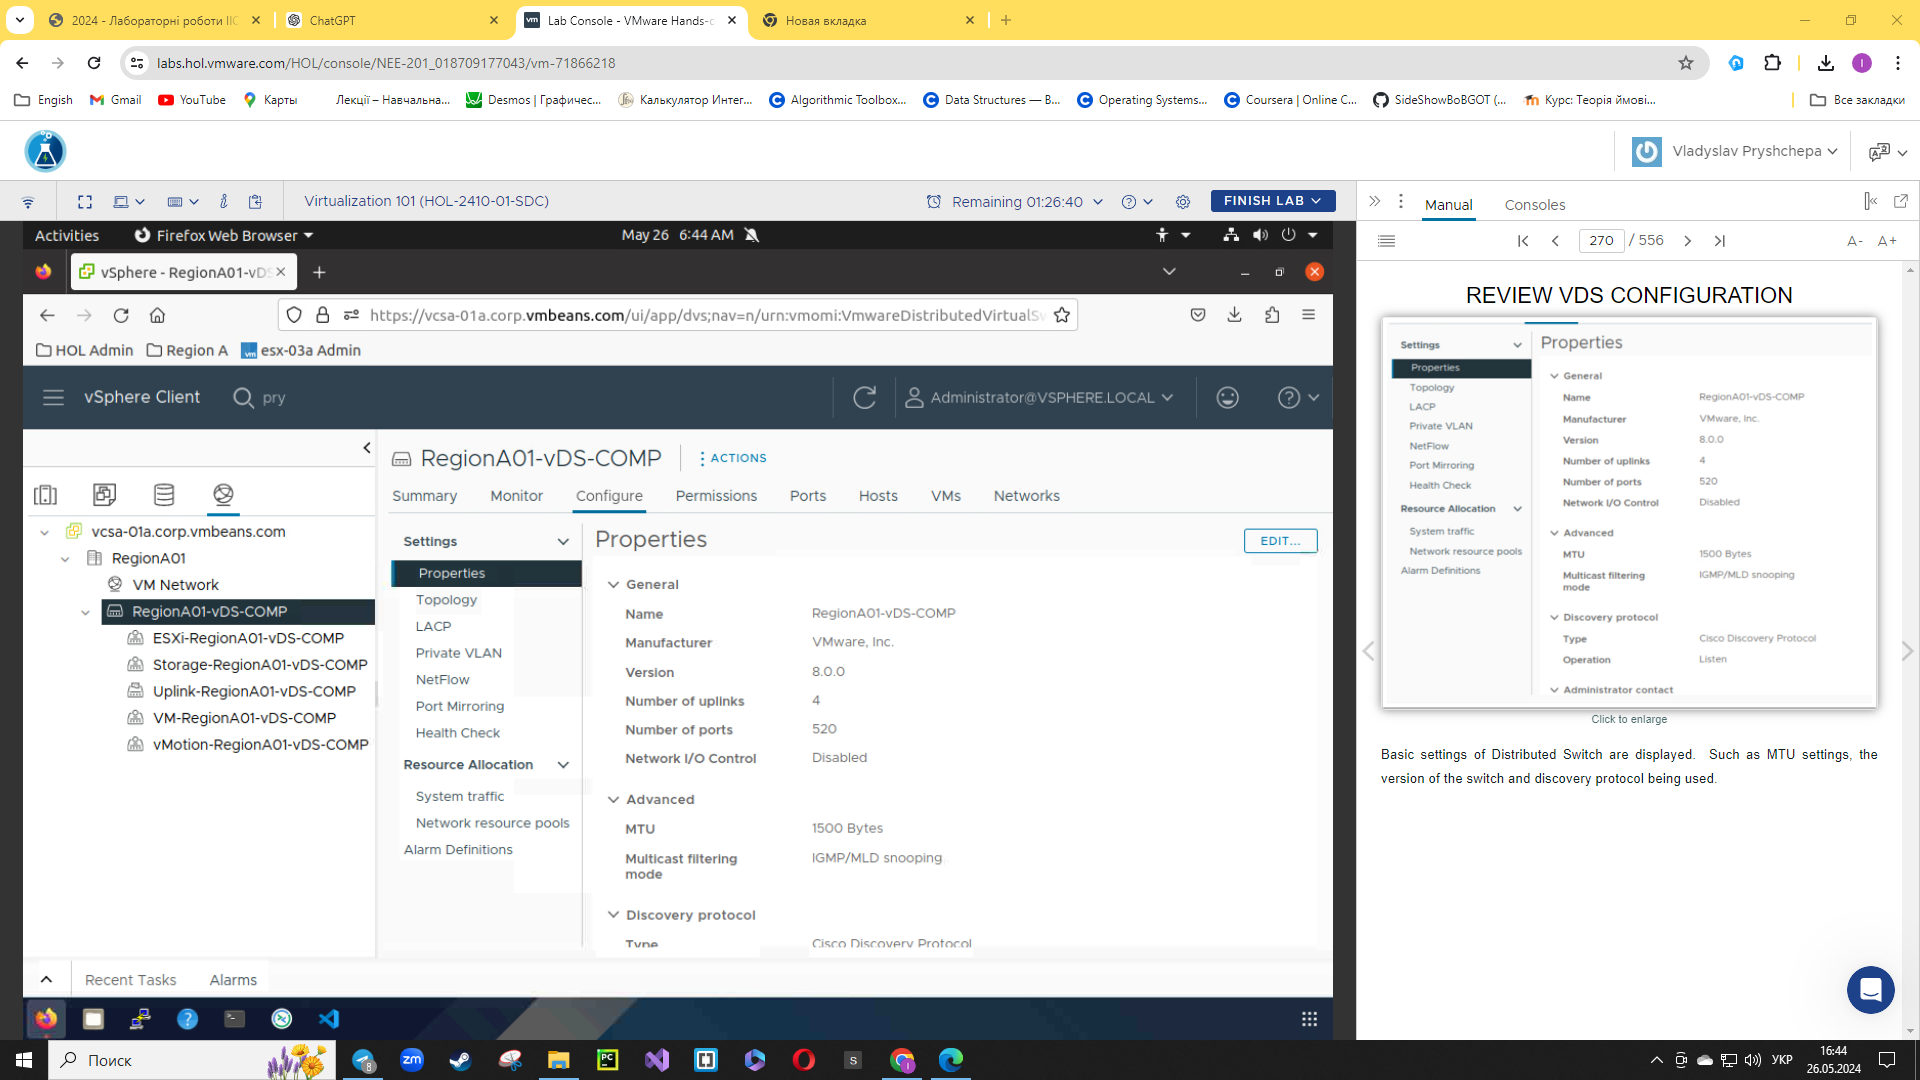 2024 - Лабораторні роботи ІІС
ChatGPT
Lab Console - VMware Hands-o
Новая вкладка
labs.hol.vmware.com/HOL/console/NEE-201_018709177043/vm-71866218
Engish
Gmail
YouTube
Карты
Лекції – Навчальна...
Desmos | Графичес...
Калькулятор Интег...
Algorithmic Toolbox...
Data Structures — В...
Operating Systems...
Coursera | Online C...
SideShowBoBGOT (...
Курс: Теорія ймові...
Все закладки
Vladyslav Pryshchepa
Virtualization 101 (HOL-2410-01-SDC)
Remaining 01:26:40
FINISH LAB
Manual
Consoles
270 / 556
A-
A+
Activities
Firefox Web Browser
May 26 6:44 AM
vSphere - RegionA01-vDS
https://vcsa-01a.corp.vmbeans.com/ui/app/dvs;nav=n/urn:vmomi:VmwareDistributedVirtualSw
HOL Admin
Region A
esx-03a Admin
vSphere Client
pry
Administrator@VSPHERE.LOCAL
RegionA01-vDS-COMP
ACTIONS
Summary
Monitor
Configure
Permissions
Ports
Hosts
VMs
Networks
vcsa-01a.corp.vmbeans.com
RegionA01
VM Network
RegionA01-vDS-COMP
ESXi-RegionA01-vDS-COMP
Storage-RegionA01-vDS-COMP
Uplink-RegionA01-vDS-COMP
VM-RegionA01-vDS-COMP
vMotion-RegionA01-vDS-COMP
Settings
Properties
Topology
LACP
Private VLAN
NetFlow
Port Mirroring
Health Check
Resource Allocation
System traffic
Network resource pools
Alarm Definitions
Properties
EDIT...
General
Name RegionA01-vDS-COMP
Manufacturer VMware, Inc.
Version 8.0.0
Number of uplinks 4
Number of ports 520
Network I/O Control Disabled
Advanced
MTU 1500 Bytes
Multicast filtering IGMP/MLD snooping
mode
Discovery protocol
Type Cisco Discovery Protocol
Recent Tasks
Alarms
REVIEW VDS CONFIGURATION
Settings
Properties
Topology
LACP
Private VLAN
NetFlow
Port Mirroring
Health Check
Resource Allocation
System traffic
Network resource pools
Alarm Definitions
Properties
General
Name RegionA01-vDS-COMP
Manufacturer VMware, Inc.
Version 8.0.0
Number of uplinks 4
Number of ports 520
Network I/O Control Disabled
Advanced
MTU 1500 Bytes
Multicast filtering IGMP/MLD snooping
mode
Discovery protocol
Type Cisco Discovery Protocol
Operation Listen
Administrator contact
Click to enlarge
Basic settings of Distributed Switch are displayed. Such as MTU settings, the
version of the switch and discovery protocol being used.
Поиск
УКР
16:44
26.05.2024